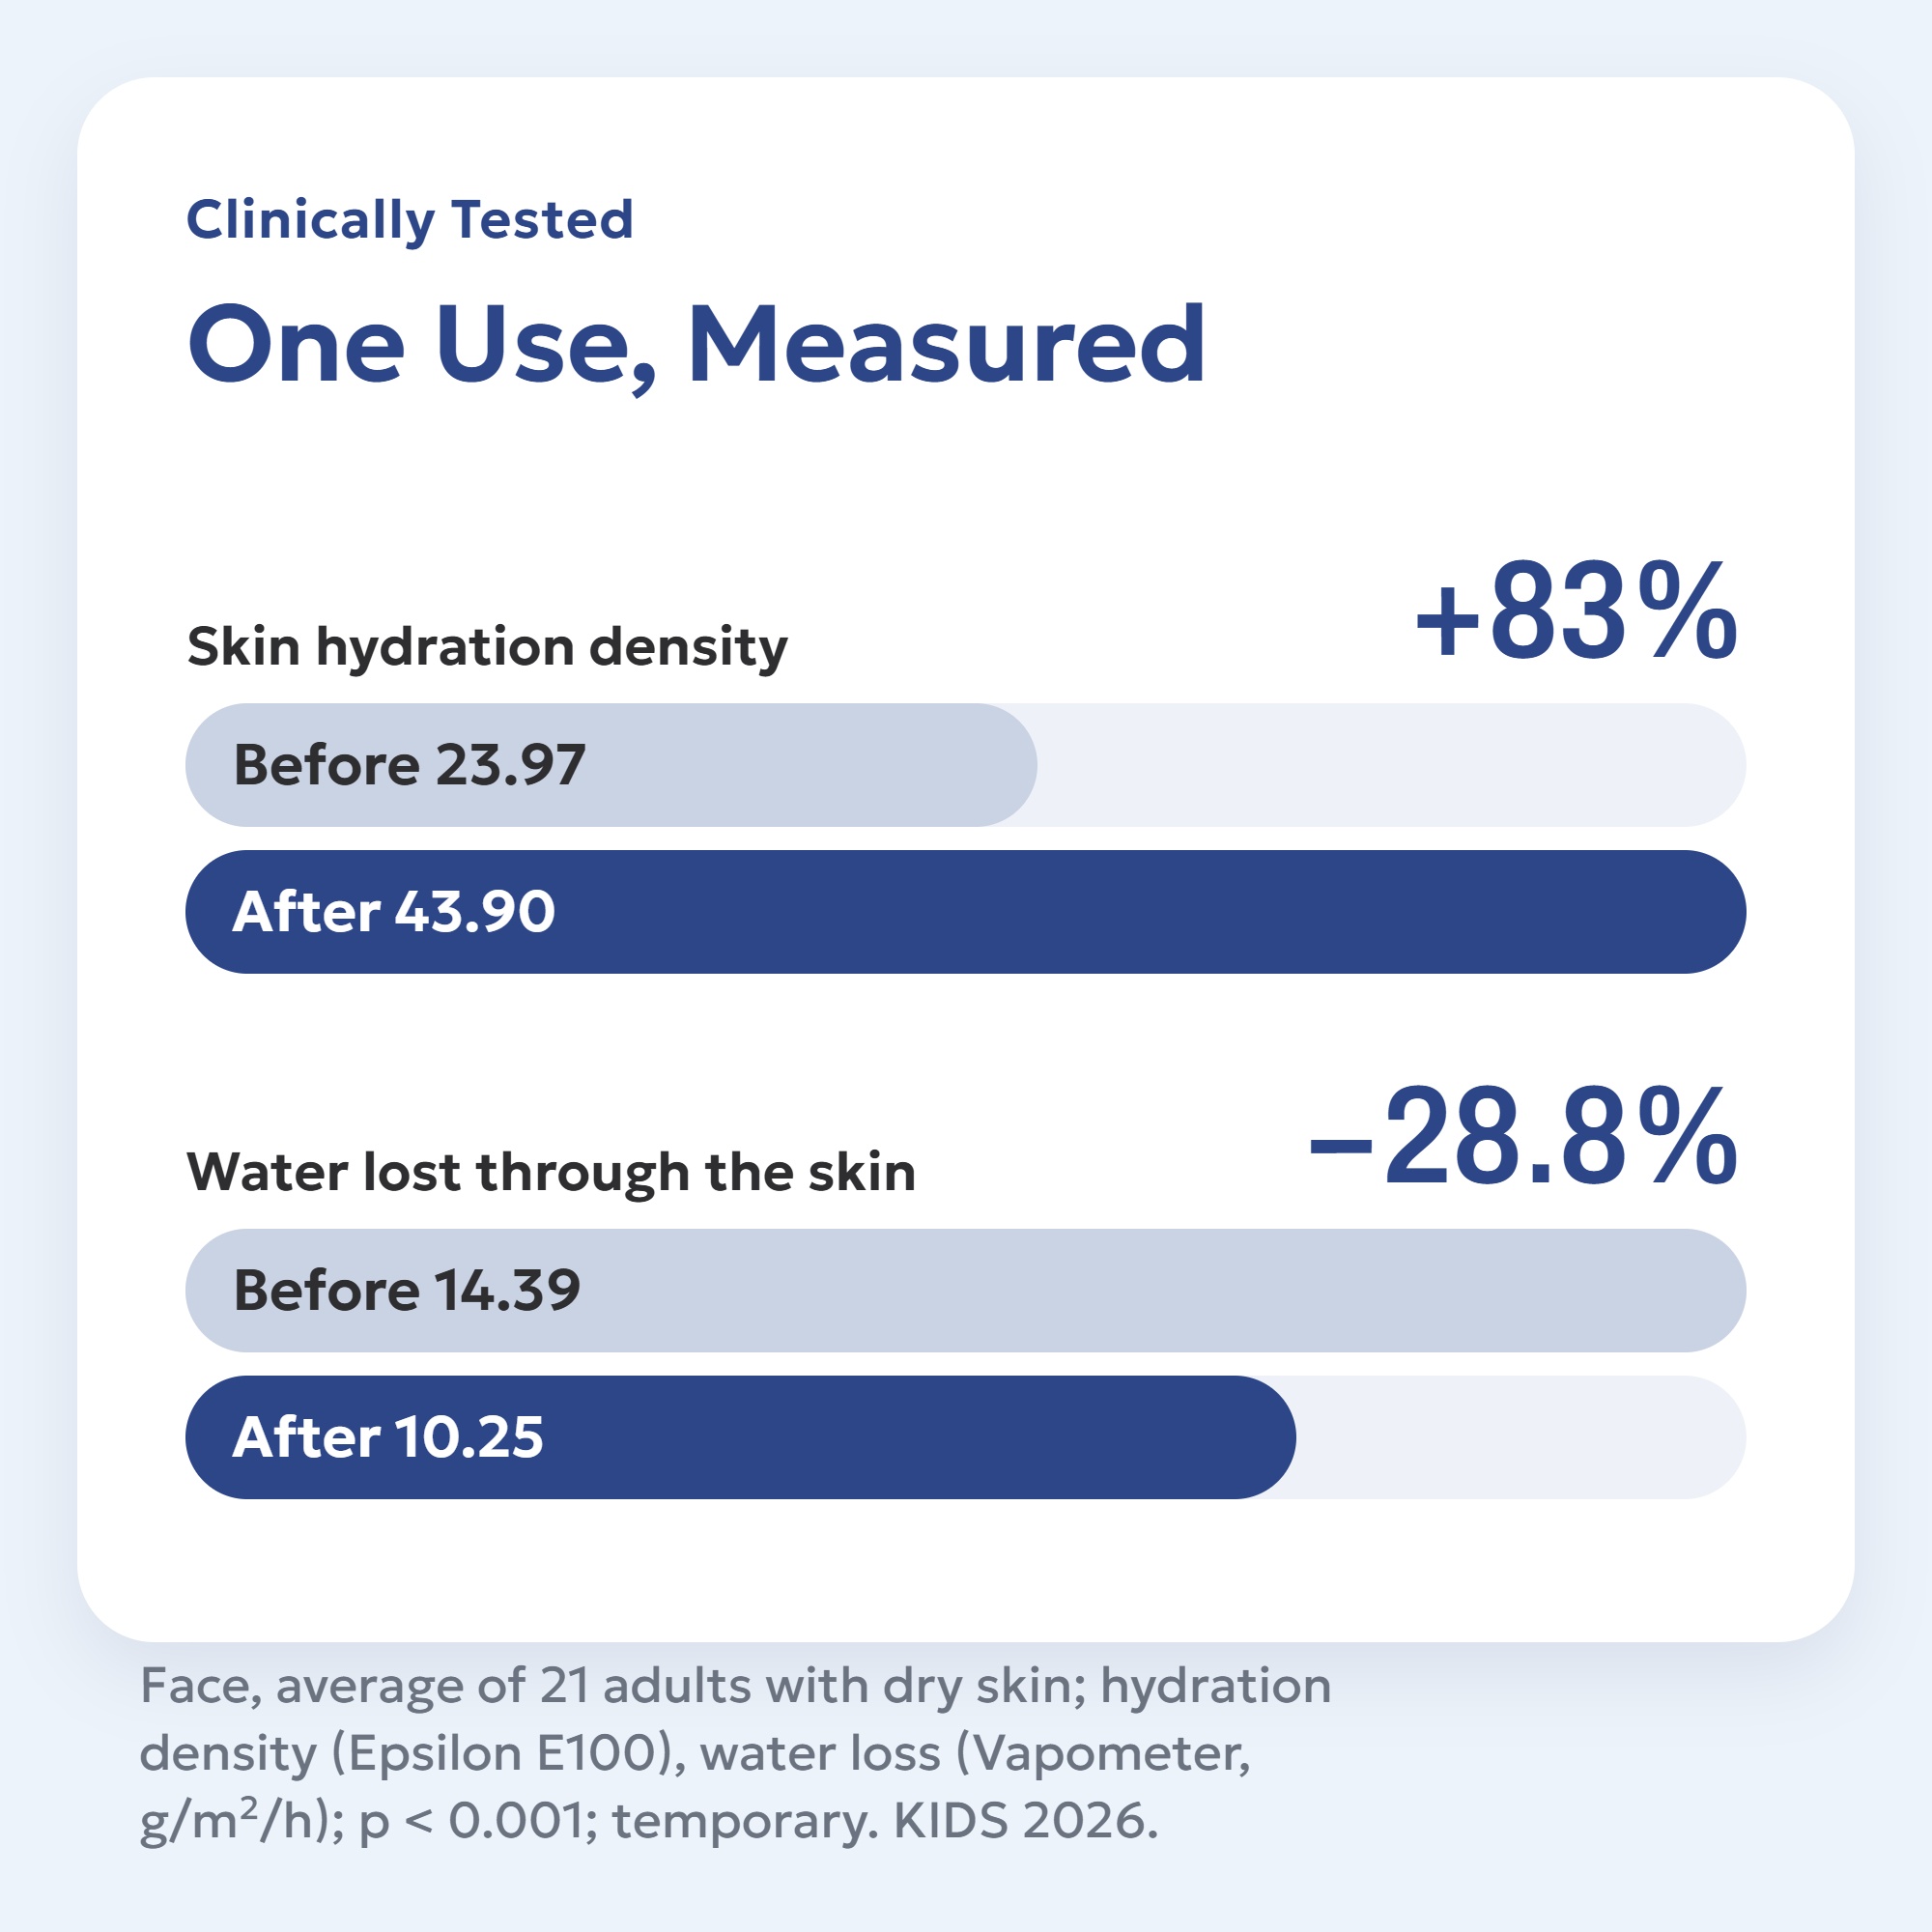 Clinically Tested
One Use, Measured
Skin hydration density
+83%
Before 23.97
After 43.90
Water lost through the skin
−28.8%
Before 14.39
After 10.25
Face, average of 21 adults with dry skin; hydration
density (Epsilon E100), water loss (Vapometer,
g/m²/h); p < 0.001; temporary. KIDS 2026.